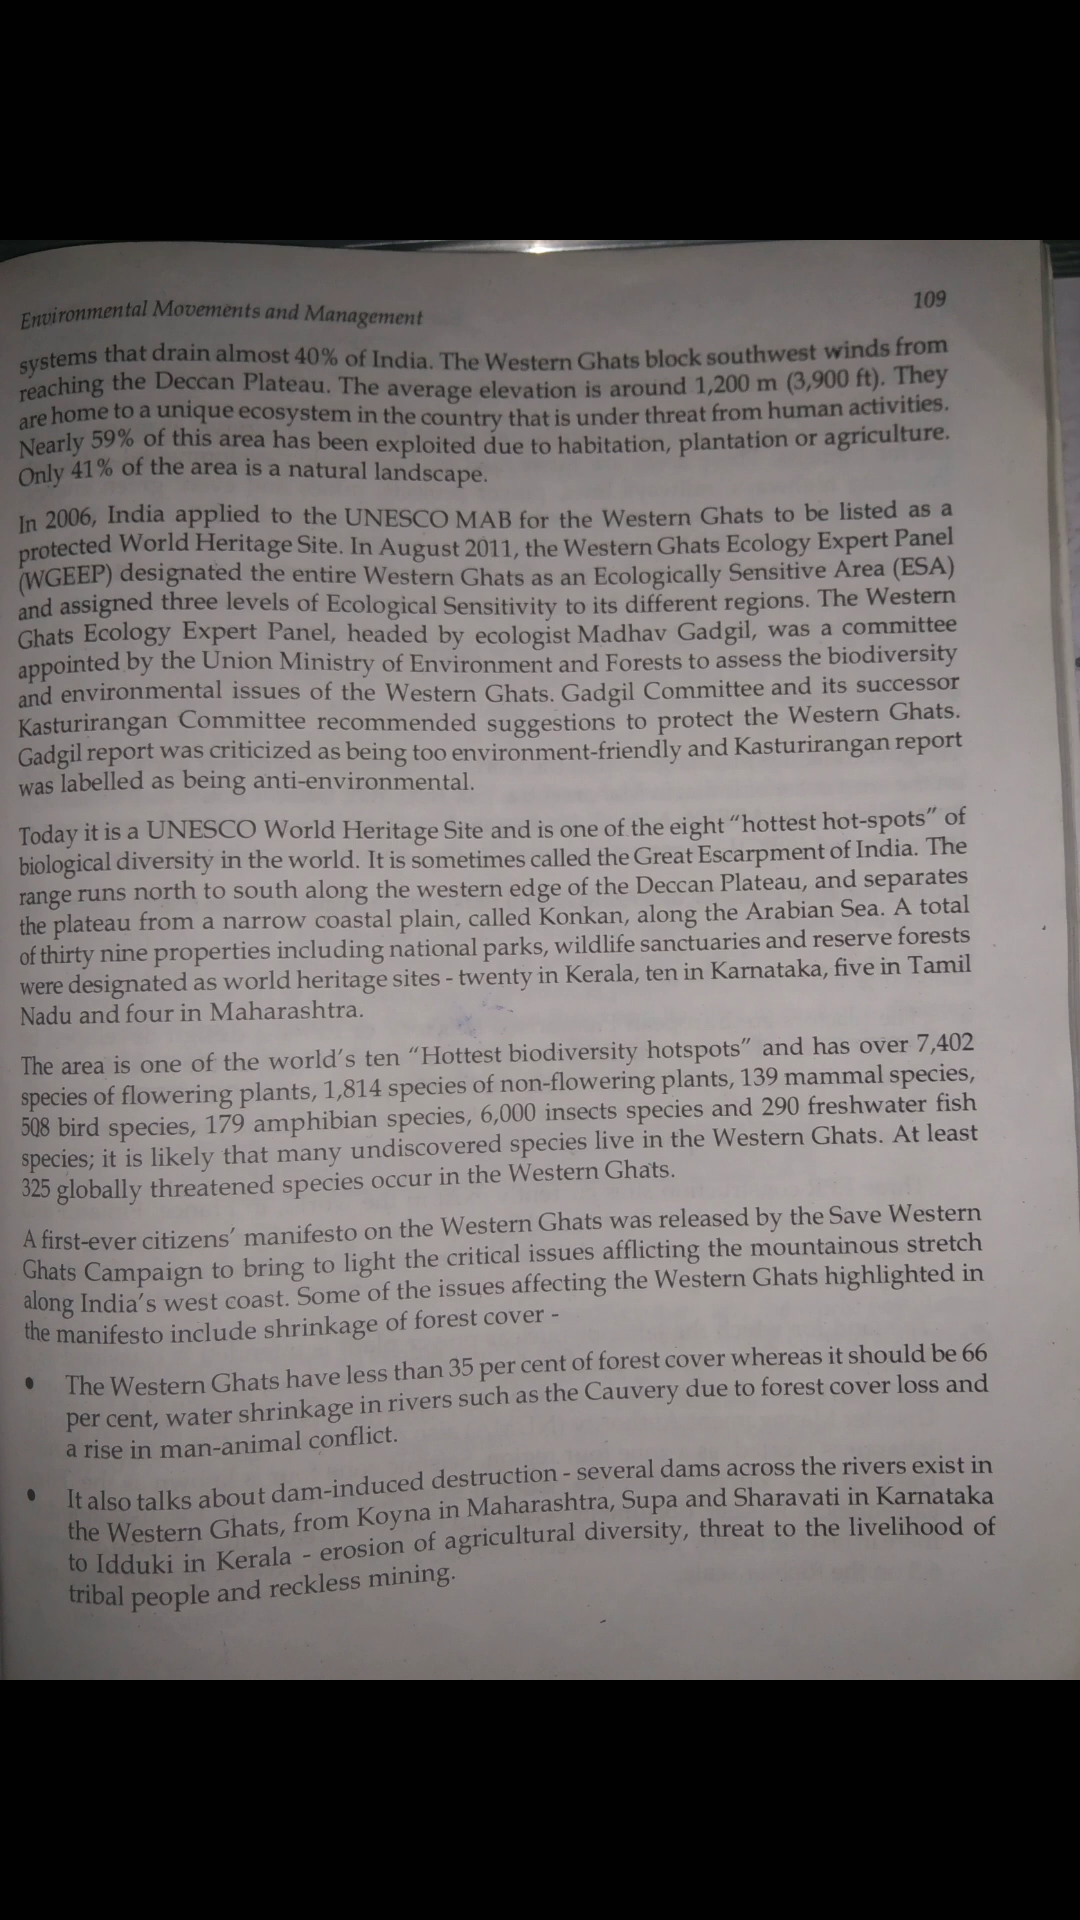 Environmental Movements and Management
109
systems that drain almost 40% of India. The Western Ghats block southwest winds from
reaching the Deccan Plateau. The average elevation is around 1,200 m (3,900 ft). They
are home to a unique ecosystem in the country that is under threat from human activities.
Nearly 59% of this area has been exploited due to habitation, plantation or agriculture.
Only 41% of the area is a natural landscape.
In 2006, India applied to the UNESCO MAB for the Western Ghats to be listed as a
protected World Heritage Site. In August 2011, the Western Ghats Ecology Expert Panel
(WGEEP) designated the entire Western Ghats as an Ecologically Sensitive Area (ESA)
and assigned three levels of Ecological Sensitivity to its different regions. The Western
Ghats Ecology Expert Panel, headed by ecologist Madhav Gadgil, was a committee
appointed by the Union Ministry of Environment and Forests to assess the biodiversity
and environmental issues of the Western Ghats. Gadgil Committee and its successor
Kasturirangan Committee recommended suggestions to protect the Western Ghats.
Gadgil report was criticized as being too environment-friendly and Kasturirangan report
was labelled as being anti-environmental.
Today it is a UNESCO World Heritage Site and is one of the eight "hottest hot-spots" of
biological diversity in the world. It is sometimes called the Great Escarpment of India. The
range runs north to south along the western edge of the Deccan Plateau, and separates
the plateau from a narrow coastal plain, called Konkan, along the Arabian Sea. A total
of thirty nine properties including national parks, wildlife sanctuaries and reserve forests
were designated as world heritage sites - twenty in Kerala, ten in Karnataka, five in Tamil
Nadu and four in Maharashtra.
The area is one of the world's ten "Hottest biodiversity hotspots" and has over 7,402
species of flowering plants, 1,814 species of non-flowering plants, 139 mammal species,
508 bird species, 179 amphibian species, 6,000 insects species and 290 freshwater fish
species; it is likely that many undiscovered species live in the Western Ghats. At least
325 globally threatened species occur in the Western Ghats.
A first-ever citizens' manifesto on the Western Ghats was released by the Save Western
Ghats Campaign to bring to light the critical issues afflicting the mountainous stretch
along India's west coast. Some of the issues affecting the Western Ghats highlighted in
the manifesto include shrinkage of forest cover -
• The Western Ghats have less than 35 per cent of forest cover whereas it should be 66
per cent, water shrinkage in rivers such as the Cauvery due to forest cover loss and
a rise in man-animal conflict.
• It also talks about dam-induced destruction - several dams across the rivers exist in
the Western Ghats, from Koyna in Maharashtra, Supa and Sharavati in Karnataka
to Idduki in Kerala - erosion of agricultural diversity, threat to the livelihood of
tribal people and reckless mining.